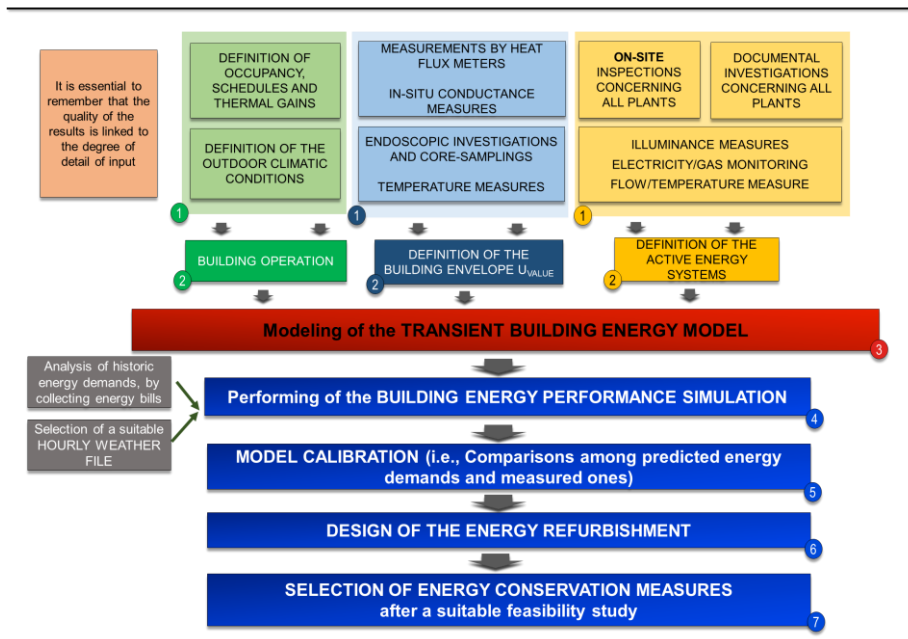 It is essential to
remember that the
quality of the
results is linked to
the degree of
detail of input
DEFINITION OF
OCCUPANCY,
SCHEDULES AND
THERMAL GAINS
DEFINITION OF THE
OUTDOOR CLIMATIC
CONDITIONS
1
MEASUREMENTS BY HEAT
FLUX METERS
IN-SITU CONDUCTANCE
MEASURES
ENDOSCOPIC INVESTIGATIONS
AND CORE-SAMPLINGS
TEMPERATURE MEASURES
1
ON-SITE
INSPECTIONS
CONCERNING
ALL PLANTS
DOCUMENTAL
INVESTIGATIONS
CONCERNING ALL
PLANTS
ILLUMINANCE MEASURES
ELECTRICITY/GAS MONITORING
FLOW/TEMPERATURE MEASURE
1
BUILDING OPERATION
2
DEFINITION OF THE
BUILDING ENVELOPE UVALUE
2
DEFINITION OF THE
ACTIVE ENERGY
SYSTEMS
2
Modeling of the TRANSIENT BUILDING ENERGY MODEL
3
Analysis of historic
energy demands, by
collecting energy bills
Selection of a suitable
HOURLY WEATHER
FILE
Performing of the BUILDING ENERGY PERFORMANCE SIMULATION
4
MODEL CALIBRATION (i.e., Comparisons among predicted energy
demands and measured ones)
5
DESIGN OF THE ENERGY REFURBISHMENT
6
SELECTION OF ENERGY CONSERVATION MEASURES
after a suitable feasibility study
7